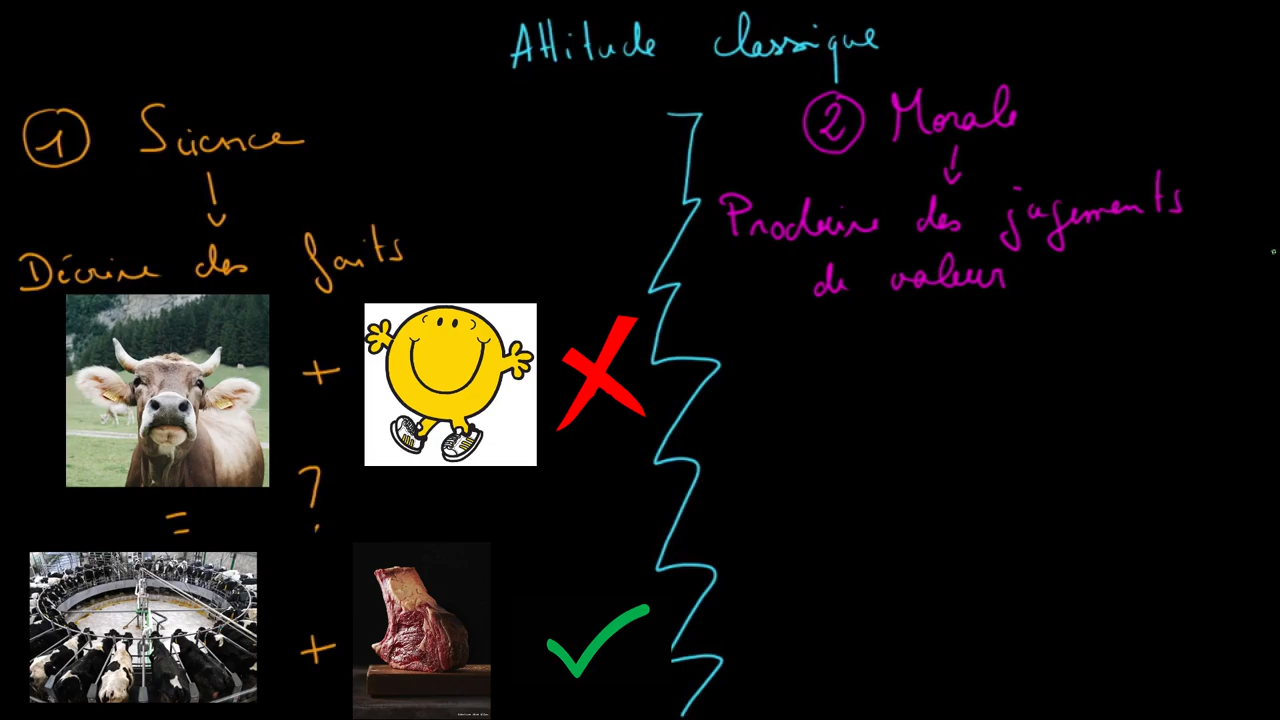 Attitude classique
1 Science
↓
Décrire des faits
+
= ?
+
2 Morale
↓
Produire des jugements
de valeur